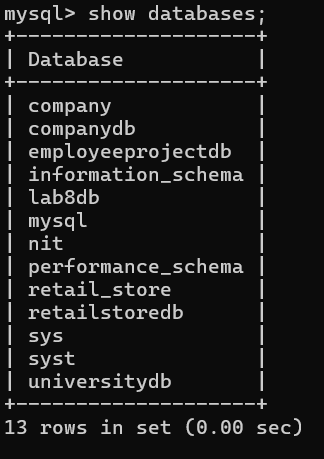 mysql> show databases;
+--------------------+
| Database           |
+--------------------+
| company            |
| companydb          |
| employeeprojectdb  |
| information_schema |
| lab8db             |
| mysql              |
| nit                |
| performance_schema |
| retail_store       |
| retailstoredb      |
| sys                |
| syst               |
| universitydb       |
+--------------------+
13 rows in set (0.00 sec)